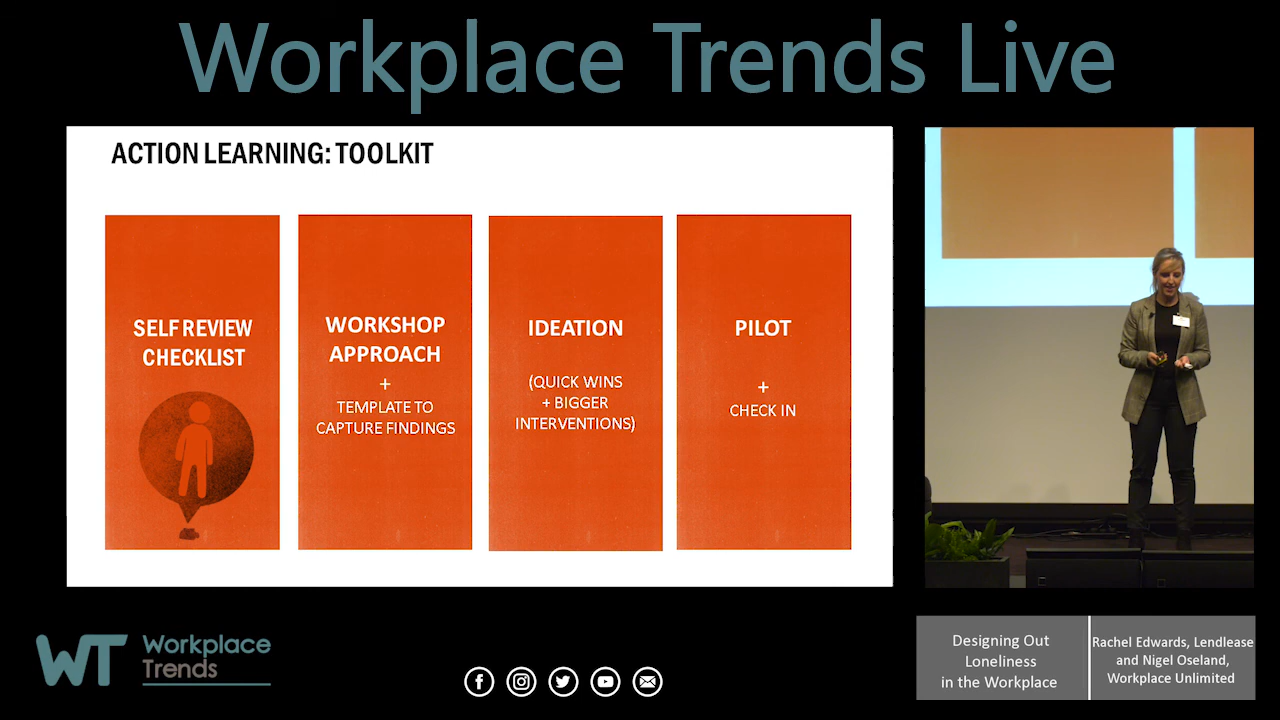 Workplace Trends Live
ACTION LEARNING: TOOLKIT
SELF REVIEW
CHECKLIST
WORKSHOP
APPROACH
+
TEMPLATE TO
CAPTURE FINDINGS
IDEATION
(QUICK WINS
+ BIGGER
INTERVENTIONS)
PILOT
+
CHECK IN
WT
Workplace
Trends
Designing Out
Loneliness
in the Workplace
Rachel Edwards, Lendlease
and Nigel Oseland,
Workplace Unlimited